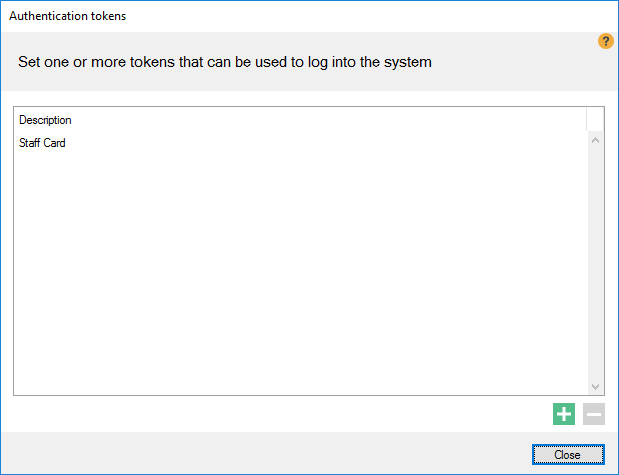 Authentication tokens
?
Set one or more tokens that can be used to log into the system
Description
Staff Card
Close